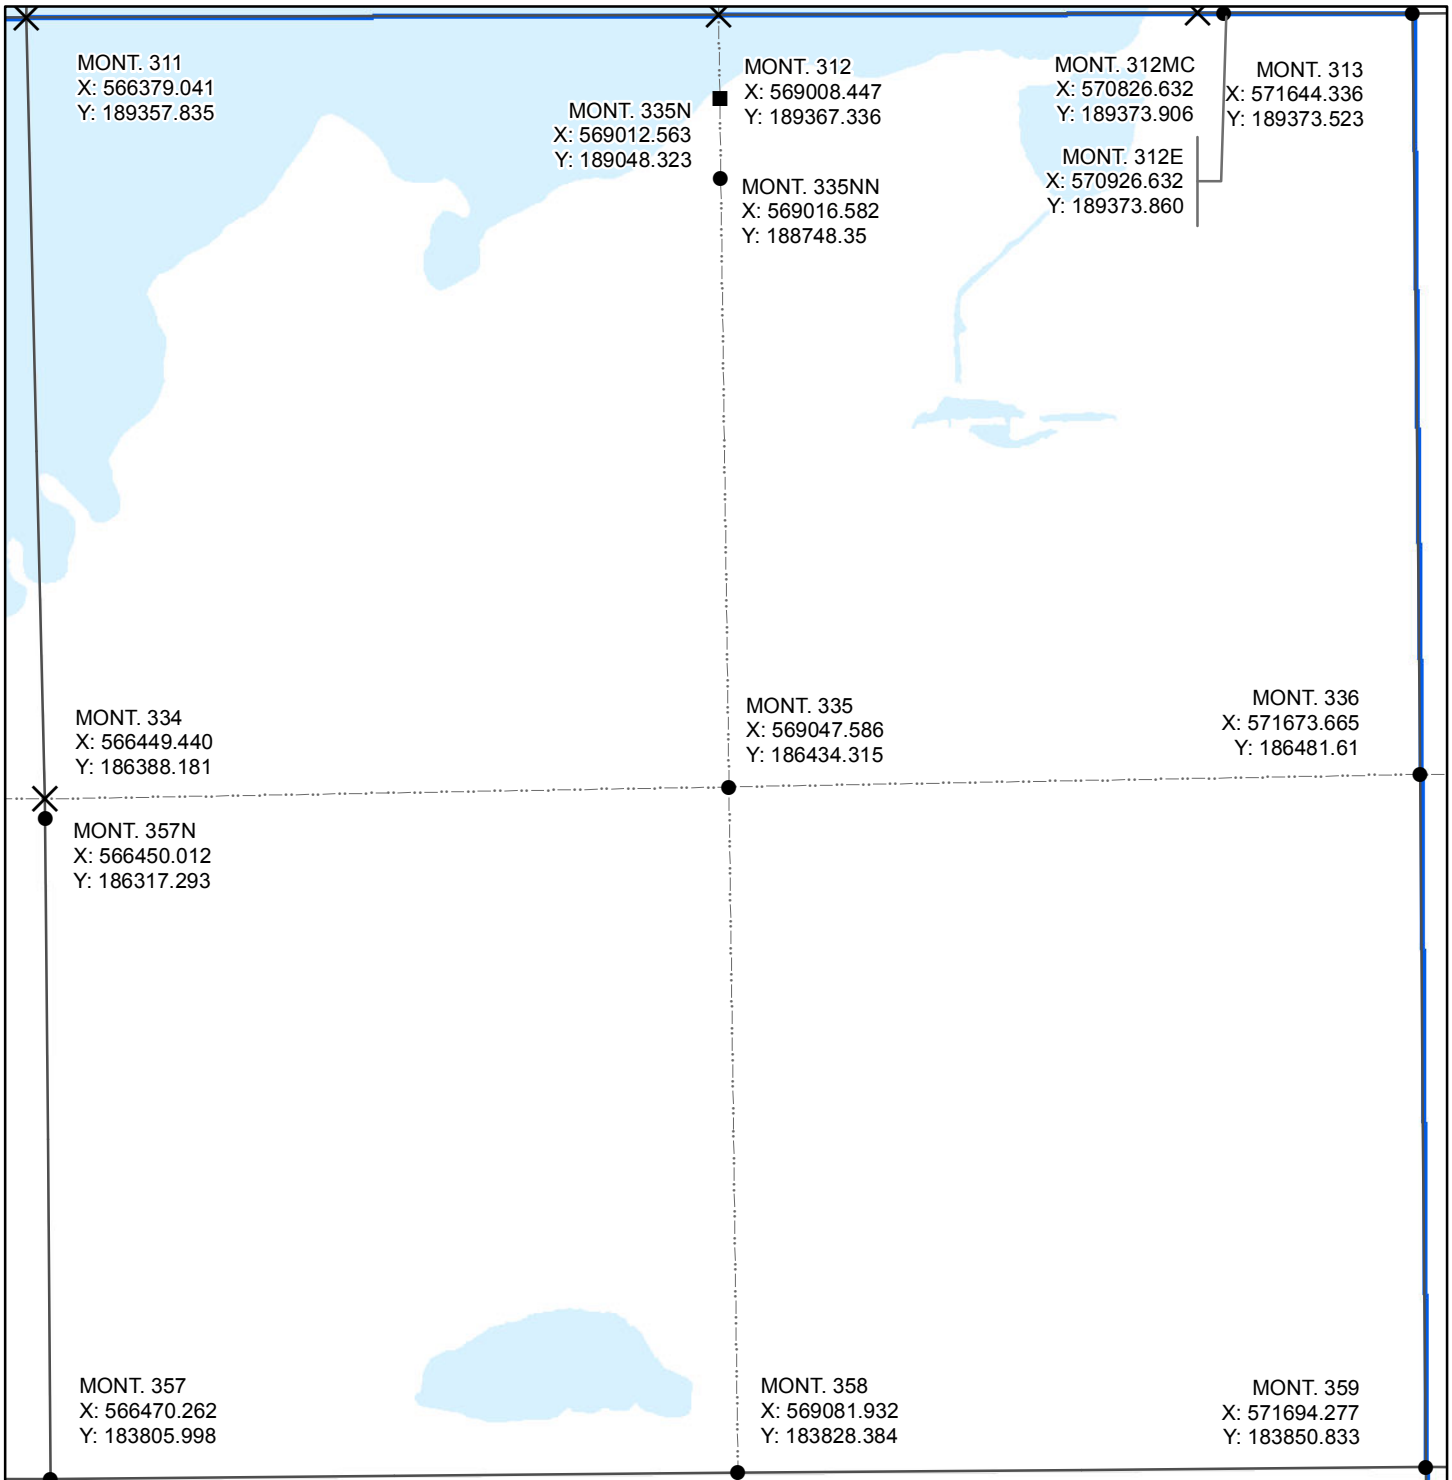 MONT. 311
X: 566379.041
Y: 189357.835
MONT. 335N
X: 569012.563
Y: 189048.323
MONT. 312
X: 569008.447
Y: 189367.336
MONT. 312MC
X: 570826.632
Y: 189373.906
MONT. 313
X: 571644.336
Y: 189373.523
MONT. 312E
X: 570926.632
Y: 189373.860
MONT. 335NN
X: 569016.582
Y: 188748.35
MONT. 334
X: 566449.440
Y: 186388.181
MONT. 335
X: 569047.586
Y: 186434.315
MONT. 336
X: 571673.665
Y: 186481.61
MONT. 357N
X: 566450.012
Y: 186317.293
MONT. 357
X: 566470.262
Y: 183805.998
MONT. 358
X: 569081.932
Y: 183828.384
MONT. 359
X: 571694.277
Y: 183850.833